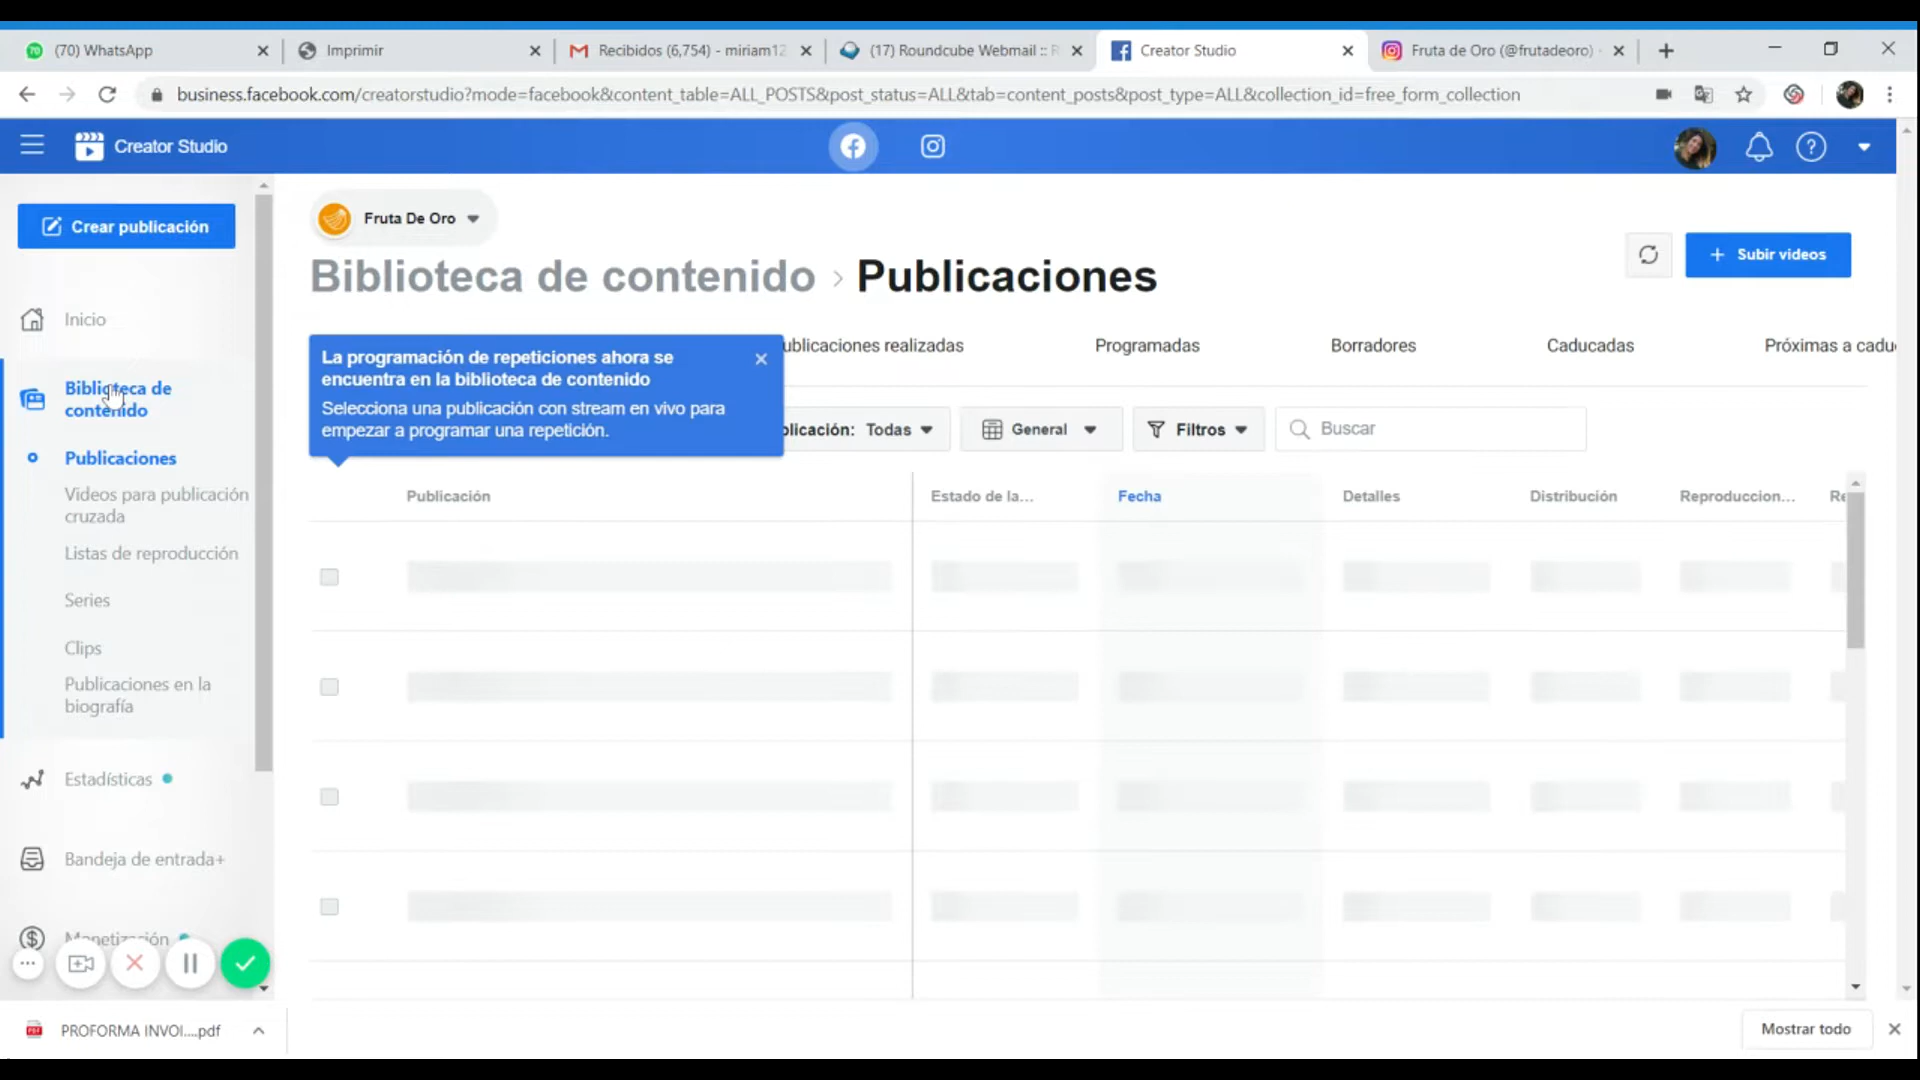 (70) WhatsApp
Imprimir
Recibidos (6,754) - miriam12
(17) Roundcube Webmail :: R
Creator Studio
Fruta de Oro (@frutadeoro)
business.facebook.com/creatorstudio?mode=facebook&content_table=ALL_POSTS&post_status=ALL&tab=content_posts&post_type=ALL&collection_id=free_form_collection
Creator Studio
Crear publicación
Inicio
Biblioteca de
contenido
Publicaciones
Videos para publicación
cruzada
Listas de reproducción
Series
Clips
Publicaciones en la
biografía
Estadísticas
Bandeja de entrada+
Monetización
Fruta De Oro
Biblioteca de contenido › Publicaciones
Subir videos
La programación de repeticiones ahora se
encuentra en la biblioteca de contenido
Selecciona una publicación con stream en vivo para
empezar a programar una repetición.
ublicaciones realizadas
Programadas
Borradores
Caducadas
Próximas a cadu
blicación: Todas
General
Filtros
Buscar
Publicación
Estado de la...
Fecha
Detalles
Distribución
Reproduccion...
Re
PROFORMA INVOI....pdf
Mostrar todo